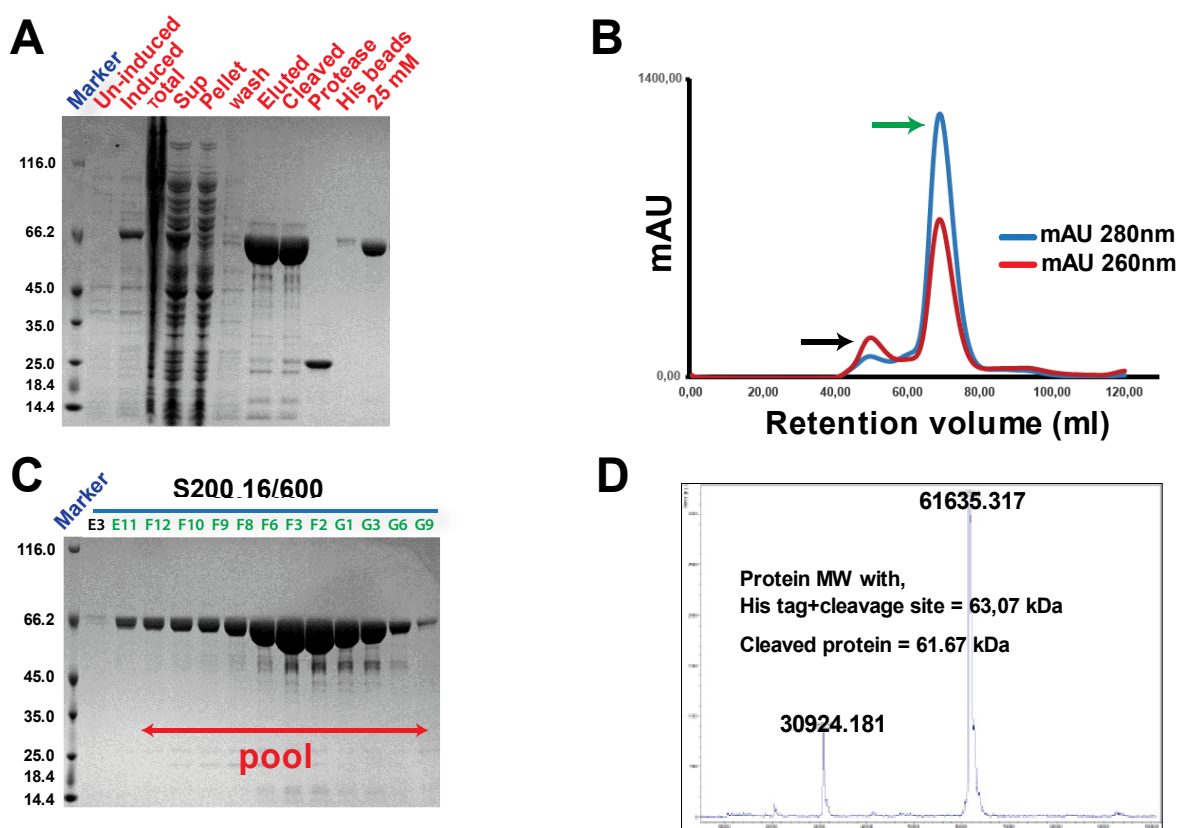 A
Marker
Un-induced
Induced
Total
Sup
Pellet
wash
Eluted
Cleaved
Protease
His beads
25 mM
116.0
66.2
45.0
35.0
25.0
18.4
14.4
B
1400,00
mAU
0,00
0,00 20,00 40,00 60,00 80,00 100,00 120,00
Retention volume (ml)
mAU 280nm
mAU 260nm
C
S200 16/600
Marker
E3 E11 F12 F10 F9 F8 F6 F3 F2 G1 G3 G6 G9
116.0
66.2
45.0
35.0
25.0
18.4
14.4
pool
D
61635.317
Protein MW with,
His tag+cleavage site = 63,07 kDa
Cleaved protein = 61.67 kDa
30924.181